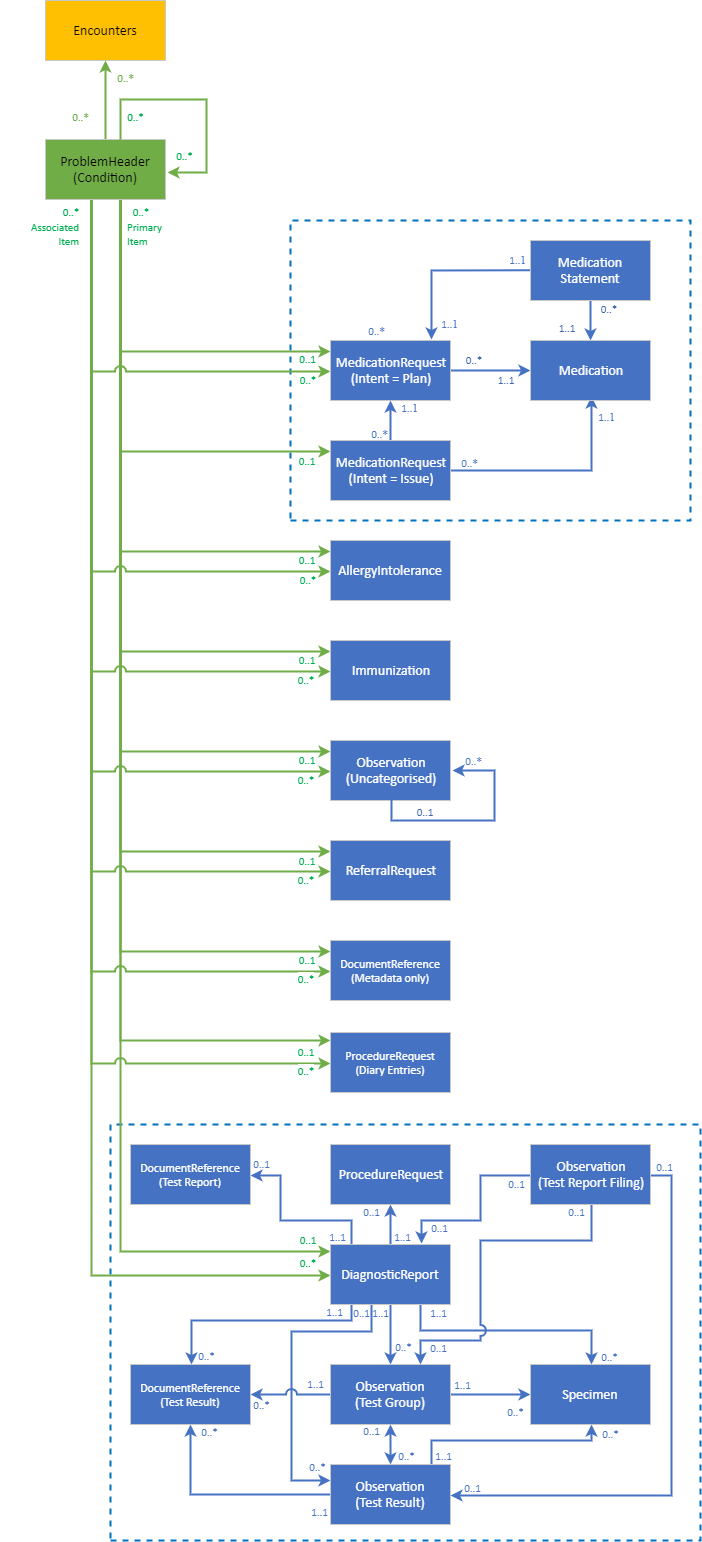 Encounters
0..*
0..*
0..*
0..*
ProblemHeader
(Condition)
0..*
Associated
Item
0..*
Primary
Item
Medication
Statement
1..1
0..*
1..1
0..*
1..1
MedicationRequest
(Intent = Plan)
0..*
1..1
Medication
0..1
0..*
1..1
1..1
0..*
MedicationRequest
(Intent = Issue)
0..*
0..1
AllergyIntolerance
0..1
0..*
Immunization
0..1
0..*
Observation
(Uncategorised)
0..*
0..1
0..*
0..1
ReferralRequest
0..1
0..*
DocumentReference
(Metadata only)
0..1
0..*
ProcedureRequest
(Diary Entries)
0..1
0..*
DocumentReference
(Test Report)
0..1
ProcedureRequest
Observation
(Test Report Filing)
0..1
0..1
0..1
0..1
0..1
1..1
1..1
0..1
0..*
DiagnosticReport
1..1
0..1
1..1
1..1
0..*
0..*
0..1
0..*
DocumentReference
(Test Result)
1..1
0..*
Observation
(Test Group)
1..1
0..*
Specimen
0..*
0..1
0..*
0..*
1..1
0..*
Observation
(Test Result)
0..1
1..1